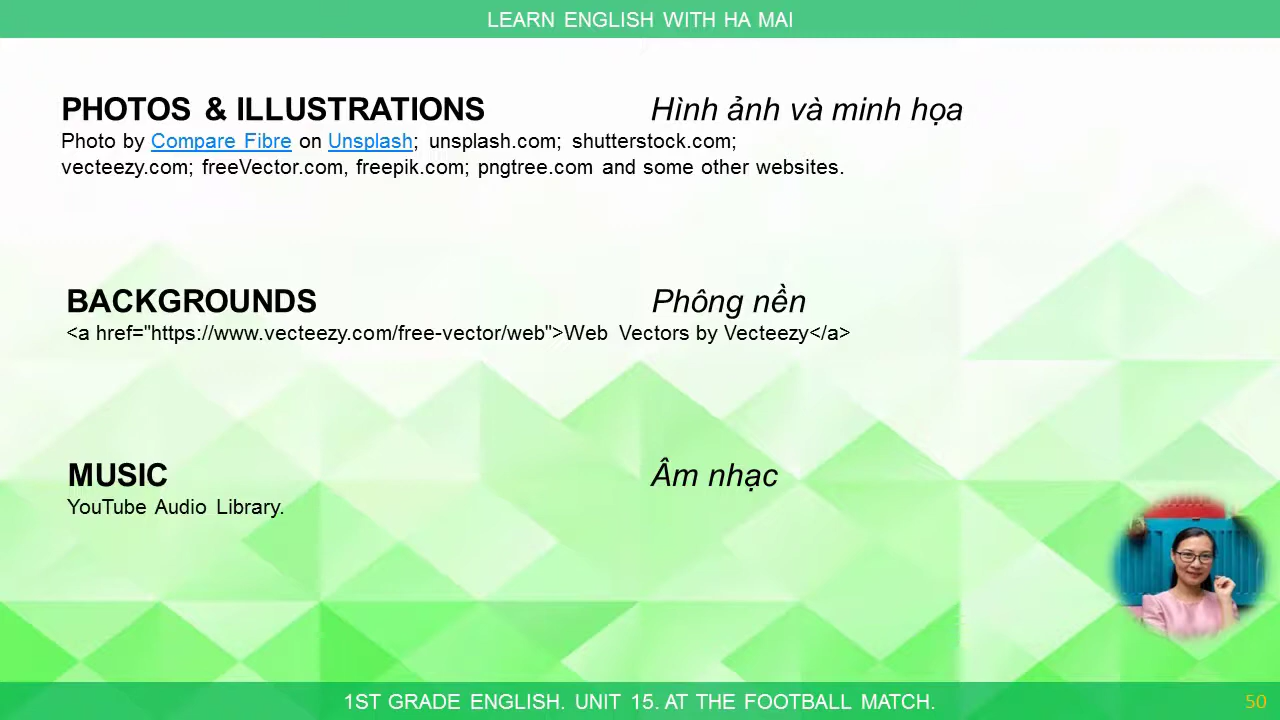 LEARN ENGLISH WITH HA MAI
PHOTOS & ILLUSTRATIONS Hình ảnh và minh họa
Photo by Compare Fibre on Unsplash; unsplash.com; shutterstock.com;
vecteezy.com; freeVector.com, freepik.com; pngtree.com and some other websites.
BACKGROUNDS Phông nền
<a href="https://www.vecteezy.com/free-vector/web">Web Vectors by Vecteezy</a>
MUSIC Âm nhạc
YouTube Audio Library.
1ST GRADE ENGLISH. UNIT 15. AT THE FOOTBALL MATCH. 50